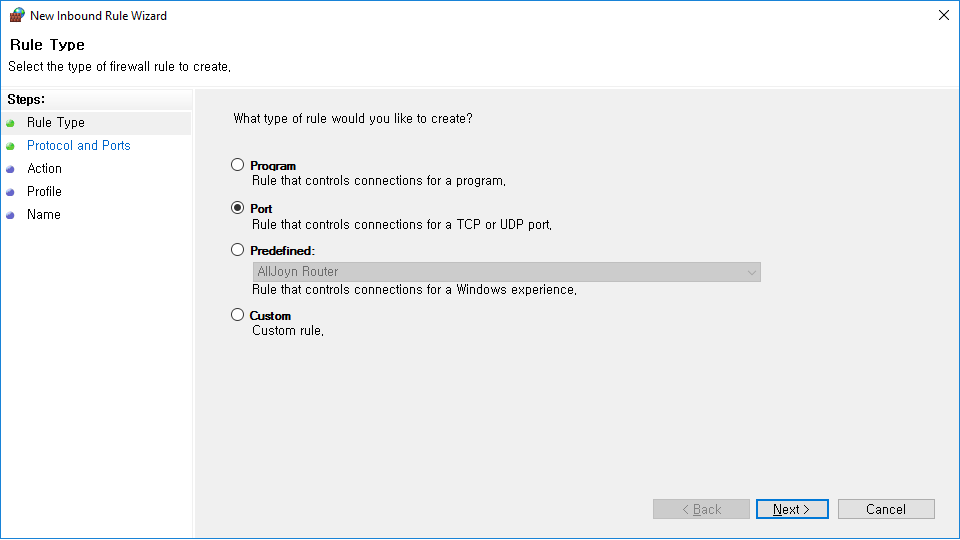 New Inbound Rule Wizard
Rule Type
Select the type of firewall rule to create.
Steps:
Rule Type
Protocol and Ports
Action
Profile
Name
What type of rule would you like to create?
Program
Rule that controls connections for a program.
Port
Rule that controls connections for a TCP or UDP port.
Predefined:
AllJoyn Router
Rule that controls connections for a Windows experience.
Custom
Custom rule.
< Back
Next >
Cancel